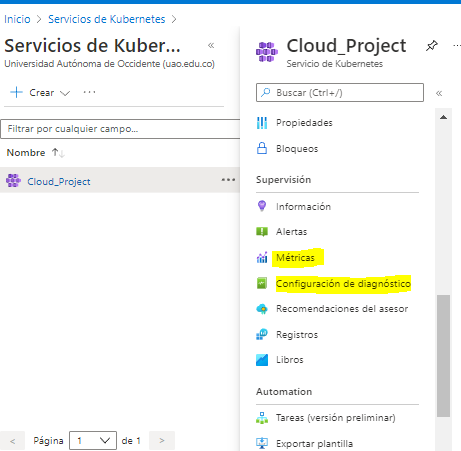 Inicio > Servicios de Kubernetes >
Servicios de Kuber... «
Universidad Autónoma de Occidente (uao.edu.co)
+ Crear ∨ ···
Filtrar por cualquier campo...
Nombre ↑↓
Cloud_Project ···
< Página 1 de 1 >
Cloud_Project ···
Servicio de Kubernetes
Buscar (Ctrl+/) «
Propiedades
Bloqueos
Supervisión
Información
Alertas
Métricas
Configuración de diagnóstico
Recomendaciones del asesor
Registros
Libros
Automation
Tareas (versión preliminar)
Exportar plantilla